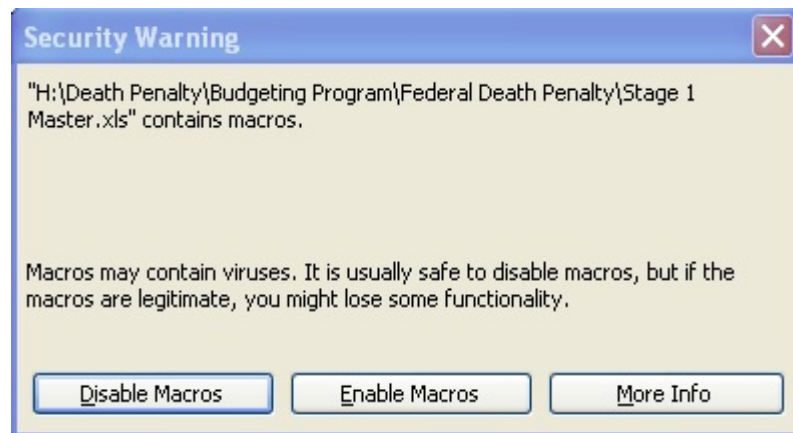 Security Warning
"H:\Death Penalty\Budgeting Program\Federal Death Penalty\Stage 1
Master.xls" contains macros.
Macros may contain viruses. It is usually safe to disable macros, but if the
macros are legitimate, you might lose some functionality.
Disable Macros Enable Macros More Info